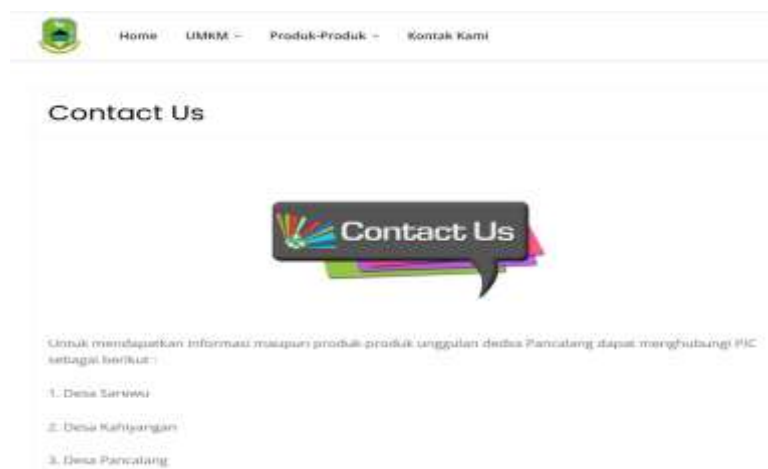 Home UMKM Produk-Produk Kontak Kami
Contact Us
Contact Us
Untuk mendapatkan informasi maupun produk-produk unggulan Pancalang dapat menghubungi PIC
sebagai berikut :
1. Desa Sarewu
2. Desa Kahiyangan
3. Desa Pancalang